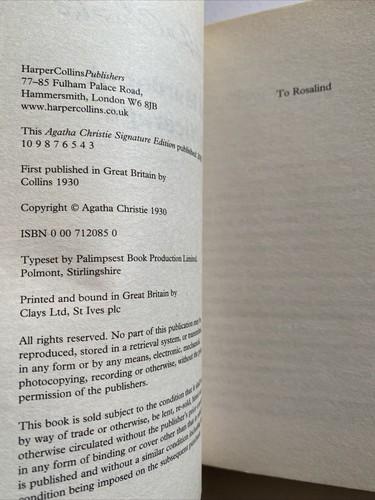 HarperCollinsPublishers
77–85 Fulham Palace Road,
Hammersmith, London W6 8JB
www.harpercollins.co.uk
This Agatha Christie Signature Edition published
10 9 8 7 6 5 4 3
First published in Great Britain by
Collins 1930
Copyright © Agatha Christie 1930
ISBN 0 00 712085 0
Typeset by Palimpsest Book Production Limited,
Polmont, Stirlingshire
Printed and bound in Great Britain by
Clays Ltd, St Ives plc
All rights reserved. No part of this publication may be
reproduced, stored in a retrieval system, or transmitted,
in any form or by any means, electronic, mechanical,
photocopying, recording or otherwise, without the
permission of the publishers.
This book is sold subject to the condition that it
by way of trade or otherwise, be lent, re-sold,
otherwise circulated without the publisher's prior
in any form of binding or cover other than that
is published and without a similar condition
condition being imposed on the subsequent
To Rosalind